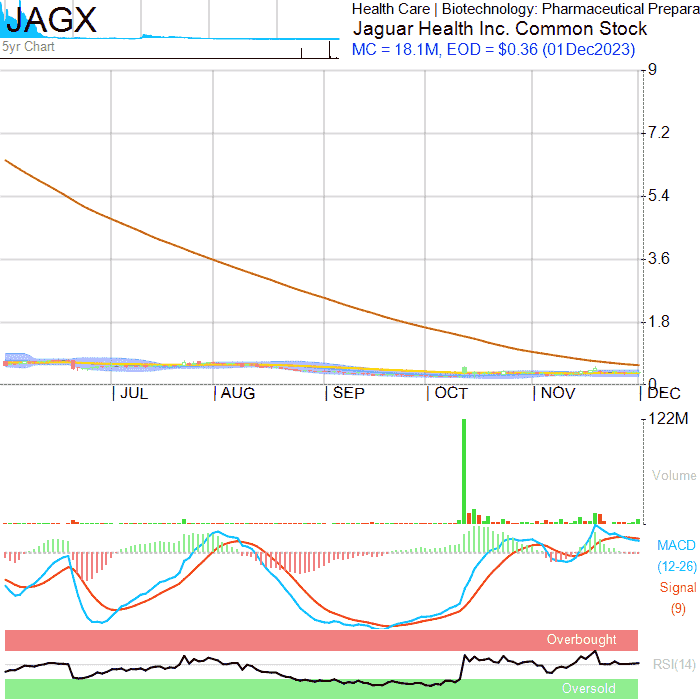 JAGX
5yr Chart
Health Care | Biotechnology: Pharmaceutical Prepara
Jaguar Health Inc. Common Stock
MC = 18.1M, EOD = $0.36 (01Dec2023)
9
7.2
5.4
3.6
1.8
0
JUL AUG SEP OCT NOV DEC
122M
Volume
MACD
(12-26)
Signal
(9)
Overbought
RSI(14)
Oversold